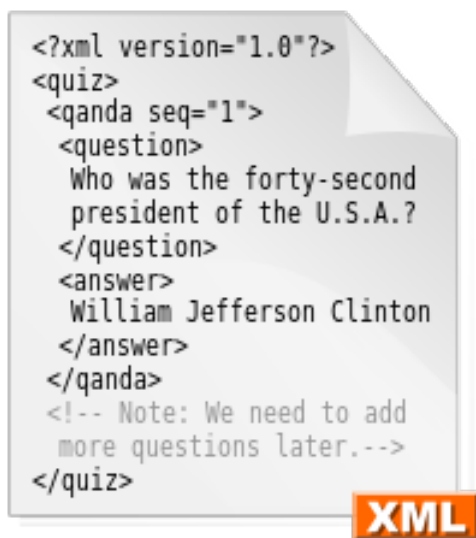 <?xml version="1.0"?>
<quiz>
<qanda seq="1">
<question>
Who was the forty-second
president of the U.S.A.?
</question>
<answer>
William Jefferson Clinton
</answer>
</qanda>
<!-- Note: We need to add
more questions later.-->
</quiz>
XML